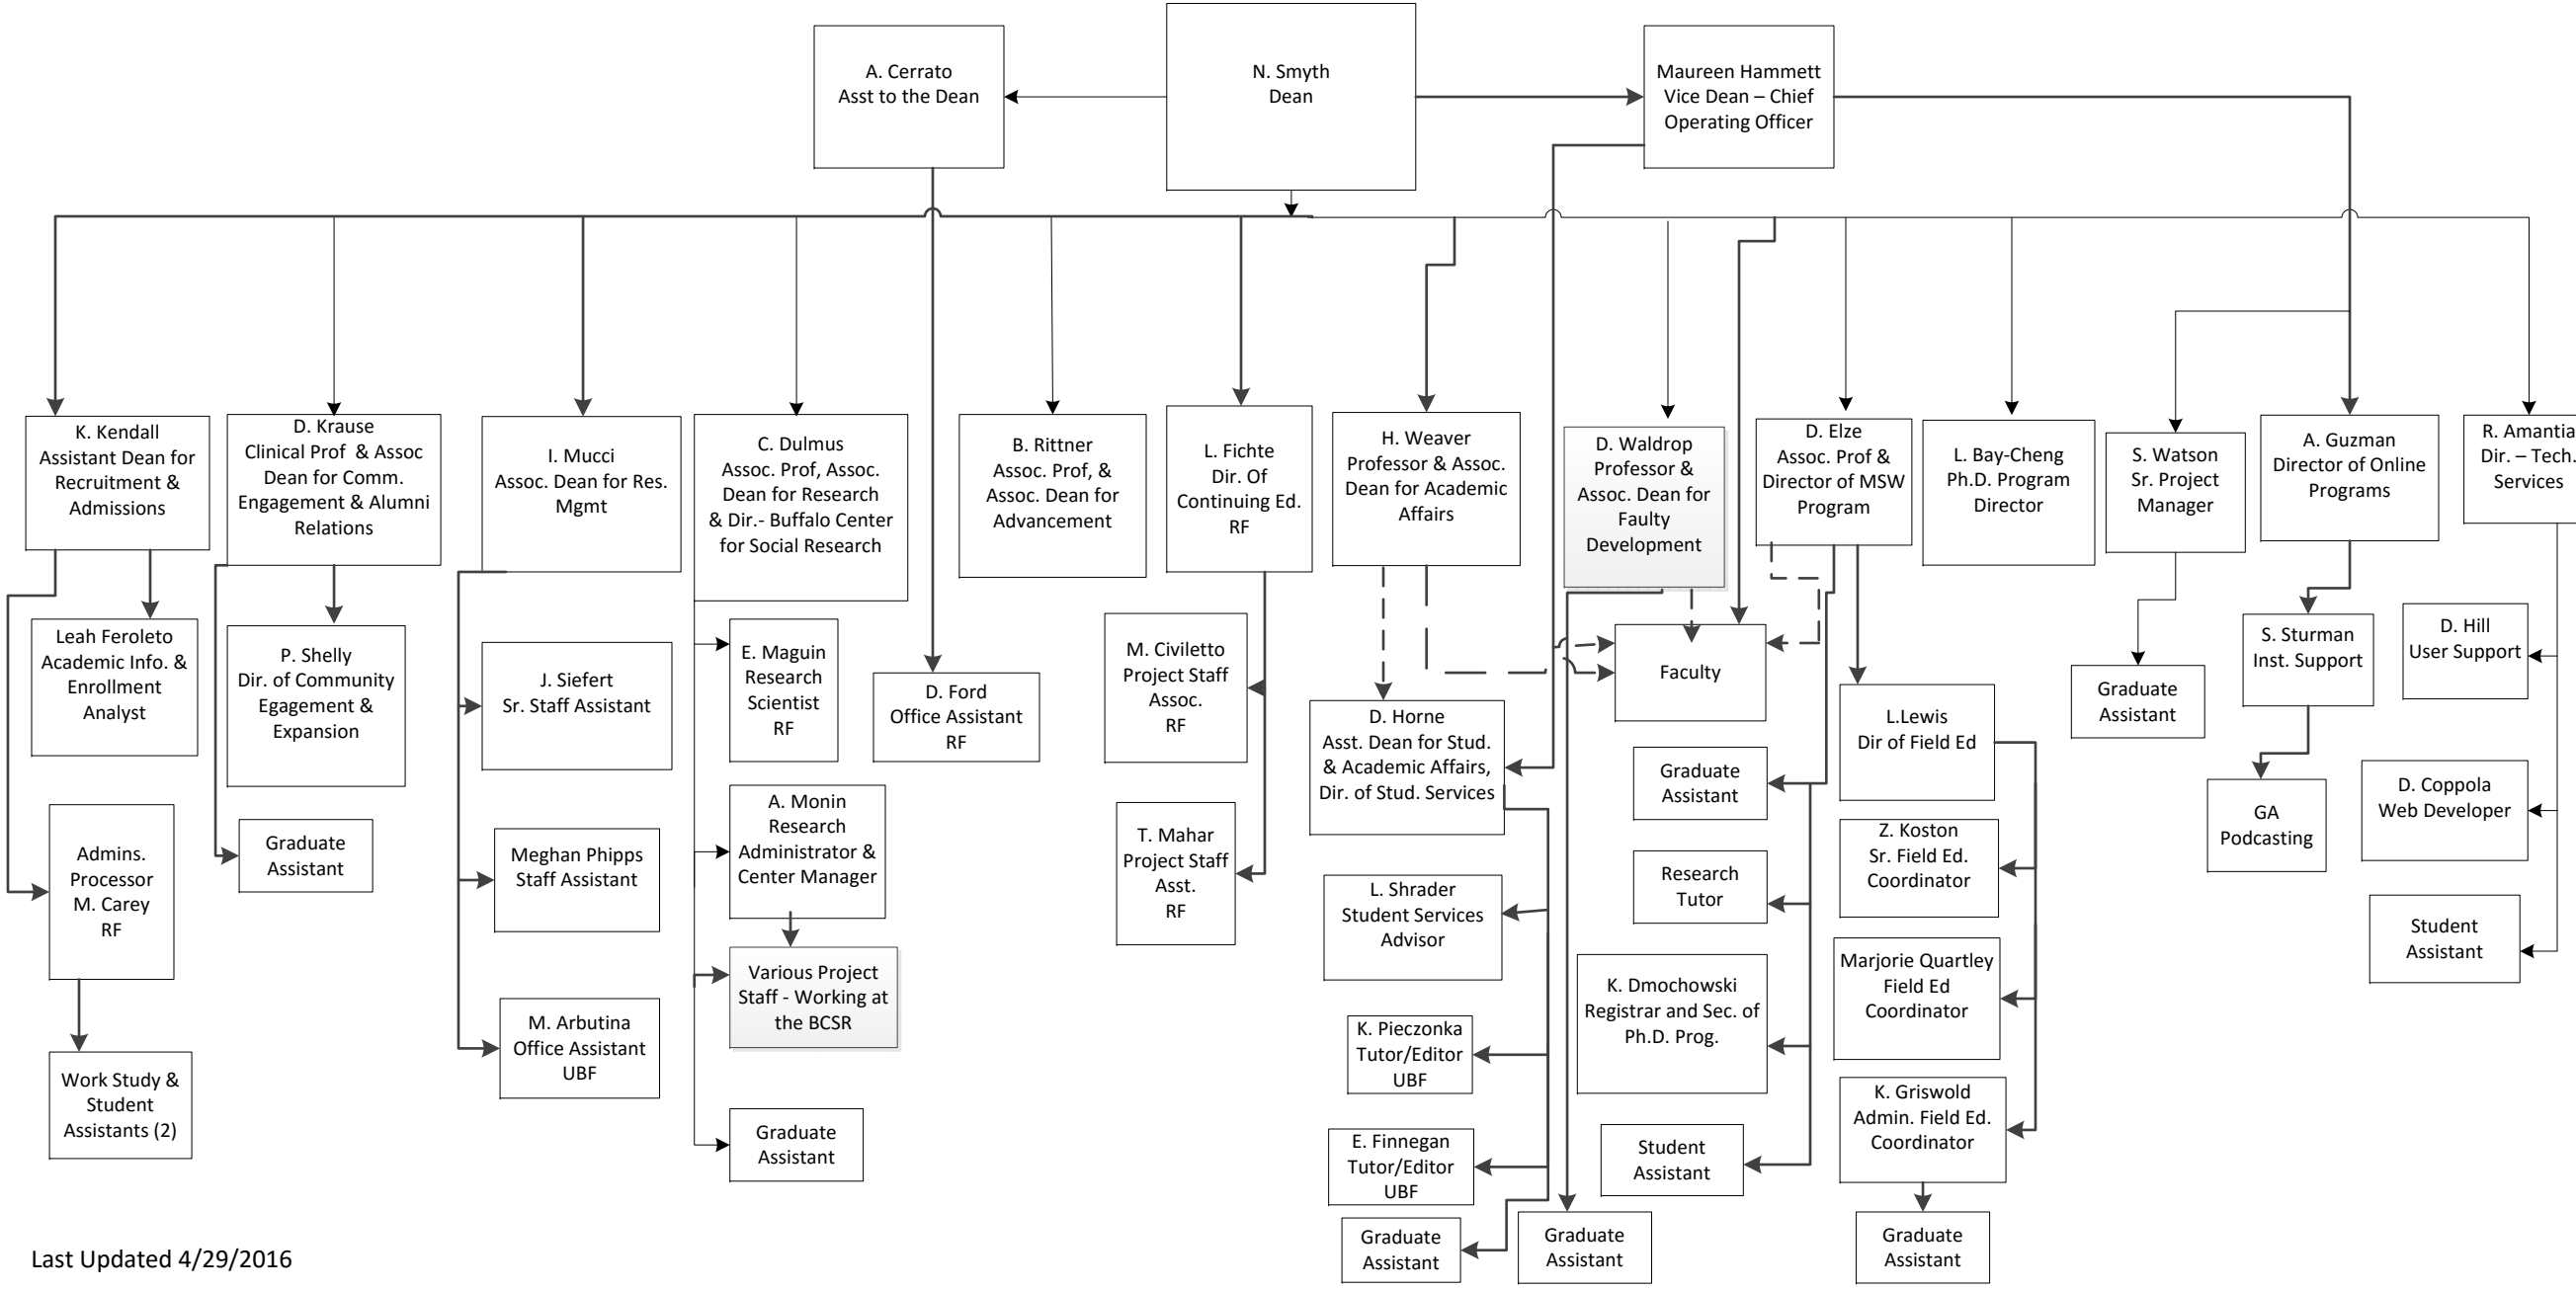 A. Cerrato
Asst to the Dean
N. Smyth
Dean
Maureen Hammett
Vice Dean – Chief
Operating Officer
K. Kendall
Assistant Dean for
Recruitment &
Admissions
D. Krause
Clinical Prof & Assoc
Dean for Comm.
Engagement & Alumni
Relations
I. Mucci
Assoc. Dean for Res.
Mgmt
C. Dulmus
Assoc. Prof, Assoc.
Dean for Research
& Dir.- Buffalo Center
for Social Research
B. Rittner
Assoc. Prof, &
Assoc. Dean for
Advancement
L. Fichte
Dir. Of
Continuing Ed.
RF
H. Weaver
Professor & Assoc.
Dean for Academic
Affairs
D. Waldrop
Professor &
Assoc. Dean for
Faulty
Development
D. Elze
Assoc. Prof &
Director of MSW
Program
L. Bay-Cheng
Ph.D. Program
Director
S. Watson
Sr. Project
Manager
A. Guzman
Director of Online
Programs
R. Amantia
Dir. – Tech.
Services
Leah Feroleto
Academic Info. &
Enrollment
Analyst
P. Shelly
Dir. of Community
Egagement &
Expansion
J. Siefert
Sr. Staff Assistant
E. Maguin
Research
Scientist
RF
D. Ford
Office Assistant
RF
M. Civiletto
Project Staff
Assoc.
RF
D. Horne
Asst. Dean for Stud.
& Academic Affairs,
Dir. of Stud. Services
Faculty
L.Lewis
Dir of Field Ed
Graduate
Assistant
S. Sturman
Inst. Support
D. Hill
User Support
Admins.
Processor
M. Carey
RF
Graduate
Assistant
Meghan Phipps
Staff Assistant
A. Monin
Research
Administrator &
Center Manager
T. Mahar
Project Staff
Asst.
RF
L. Shrader
Student Services
Advisor
Graduate
Assistant
Research
Tutor
Z. Koston
Sr. Field Ed.
Coordinator
GA
Podcasting
D. Coppola
Web Developer
Student
Assistant
Various Project
Staff - Working at
the BCSR
M. Arbutina
Office Assistant
UBF
K. Pieczonka
Tutor/Editor
UBF
K. Dmochowski
Registrar and Sec. of
Ph.D. Prog.
Marjorie Quartley
Field Ed
Coordinator
Work Study &
Student
Assistants (2)
Graduate
Assistant
E. Finnegan
Tutor/Editor
UBF
Student
Assistant
K. Griswold
Admin. Field Ed.
Coordinator
Graduate
Assistant
Graduate
Assistant
Graduate
Assistant
Last Updated 4/29/2016